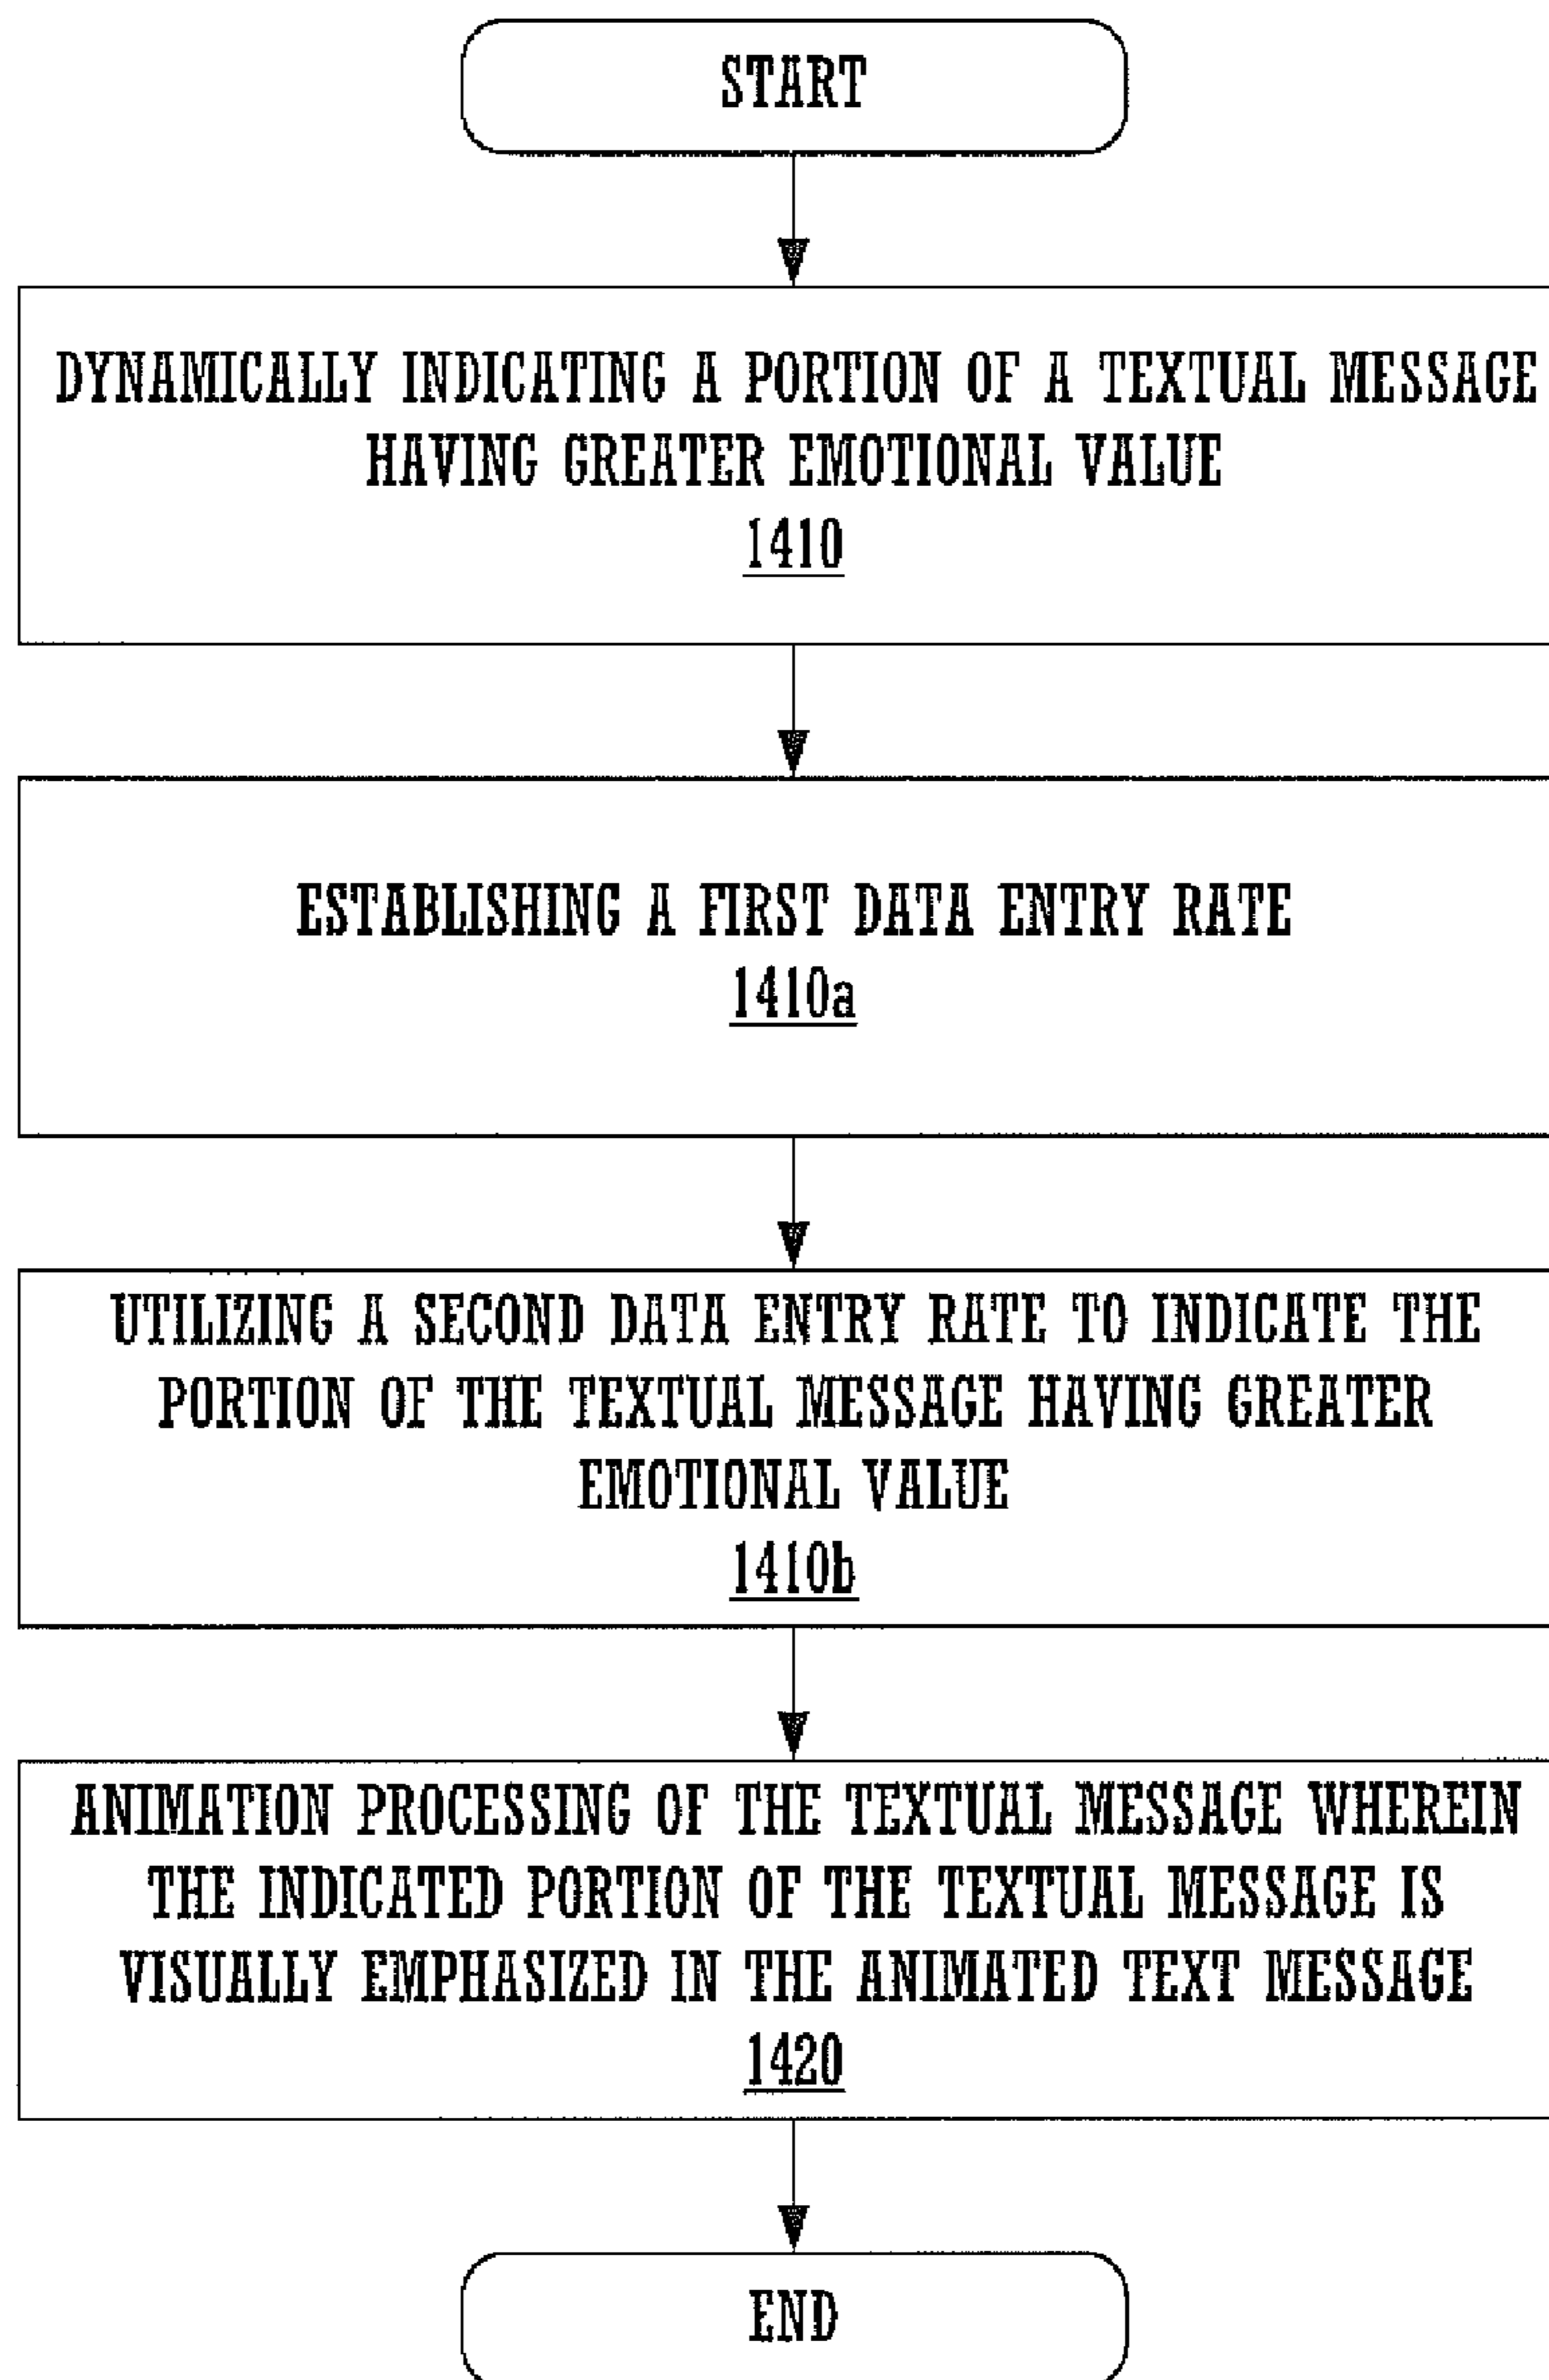 START
DYNAMICALLY INDICATING A PORTION OF A TEXTUAL MESSAGE
HAVING GREATER EMOTIONAL VALUE
1410
ESTABLISHING A FIRST DATA ENTRY RATE
1410a
UTILIZING A SECOND DATA ENTRY RATE TO INDICATE THE
PORTION OF THE TEXTUAL MESSAGE HAVING GREATER
EMOTIONAL VALUE
1410b
ANIMATION PROCESSING OF THE TEXTUAL MESSAGE WHEREIN
THE INDICATED PORTION OF THE TEXTUAL MESSAGE IS
VISUALLY EMPHASIZED IN THE ANIMATED TEXT MESSAGE
1420
END